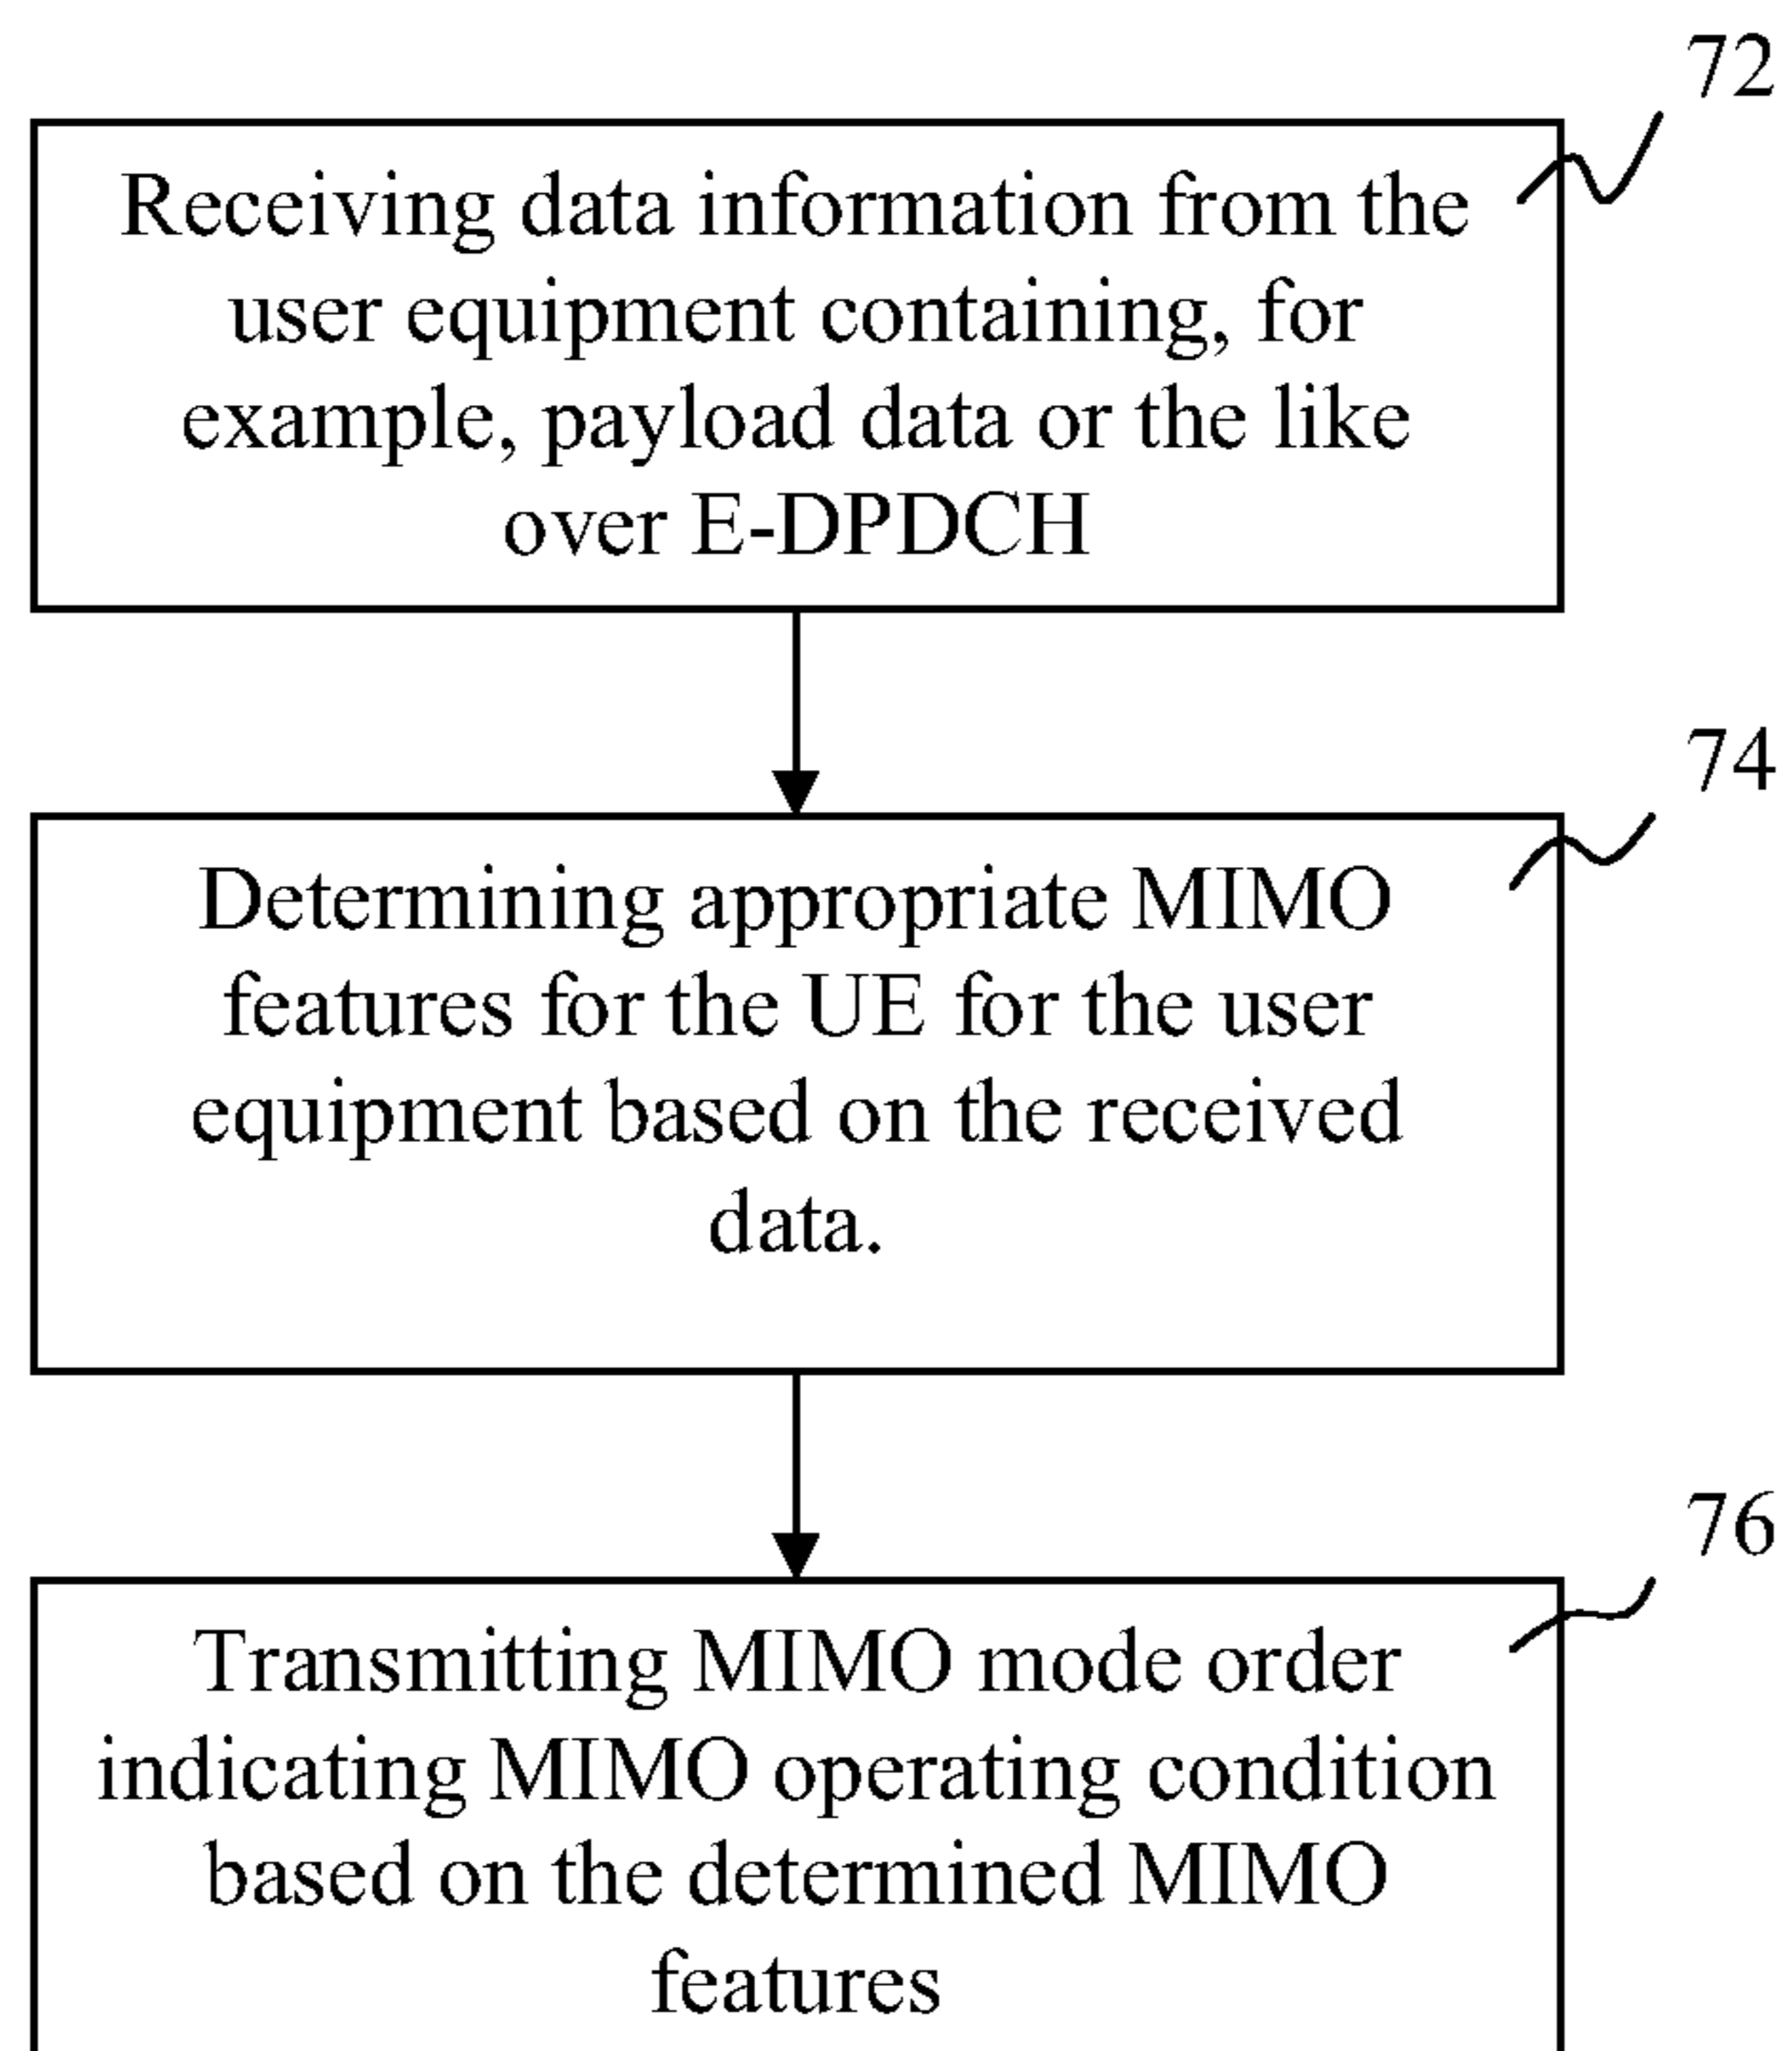 72
Receiving data information from the
user equipment containing, for
example, payload data or the like
over E-DPDCH
74
Determining appropriate MIMO
features for the UE for the user
equipment based on the received
data.
76
Transmitting MIMO mode order
indicating MIMO operating condition
based on the determined MIMO
features